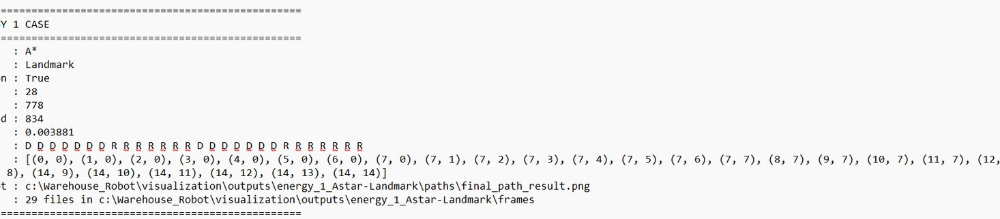 =================================================
Y 1 CASE
=================================================
: A*
: Landmark
n : True
: 28
: 778
d : 834
: 0.003881
: D D D D D D D R R R R R R R D D D D D D D R R R R R R R
: [(0, 0), (1, 0), (2, 0), (3, 0), (4, 0), (5, 0), (6, 0), (7, 0), (7, 1), (7, 2), (7, 3), (7, 4), (7, 5), (7, 6), (7, 7), (8, 7), (9, 7), (10, 7), (11, 7), (12,
8), (14, 9), (14, 10), (14, 11), (14, 12), (14, 13), (14, 14)]
t : c:\Warehouse_Robot\visualization\outputs\energy_1_Astar-Landmark\paths\final_path_result.png
: 29 files in c:\Warehouse_Robot\visualization\outputs\energy_1_Astar-Landmark\frames
=================================================